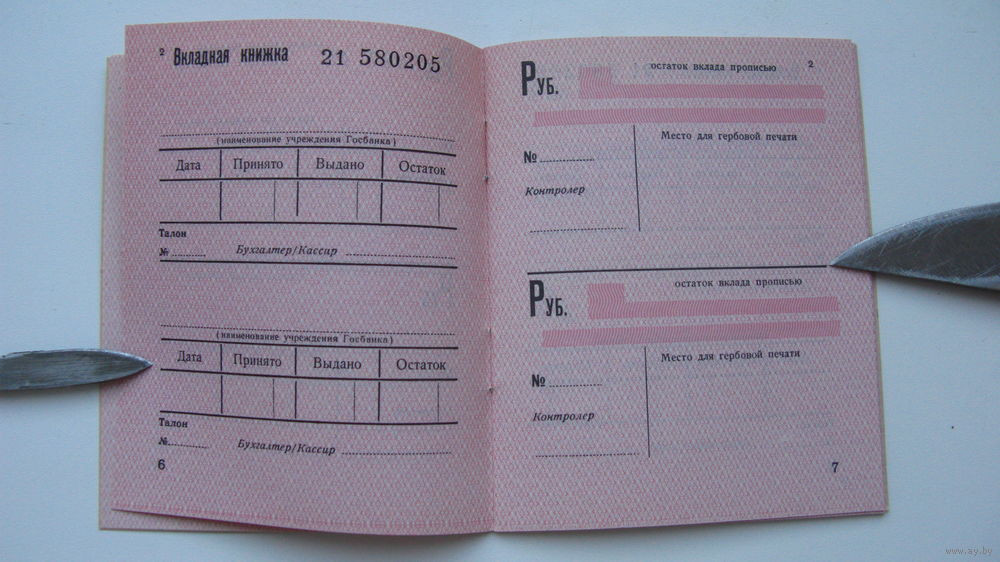 2 Вкладная книжка 21 580205
(наименование учреждения Госбанка)
Дата Принято Выдано Остаток
Талон
№ Бухгалтер/Кассир
(наименование учреждения Госбанка)
Дата Принято Выдано Остаток
Талон
№ Бухгалтер/Кассир
6
РУБ. остаток вклада прописью 2
Место для гербовой печати
№
Контролер
РУБ. остаток вклада прописью
Место для гербовой печати
№
Контролер
7
www.ay.by